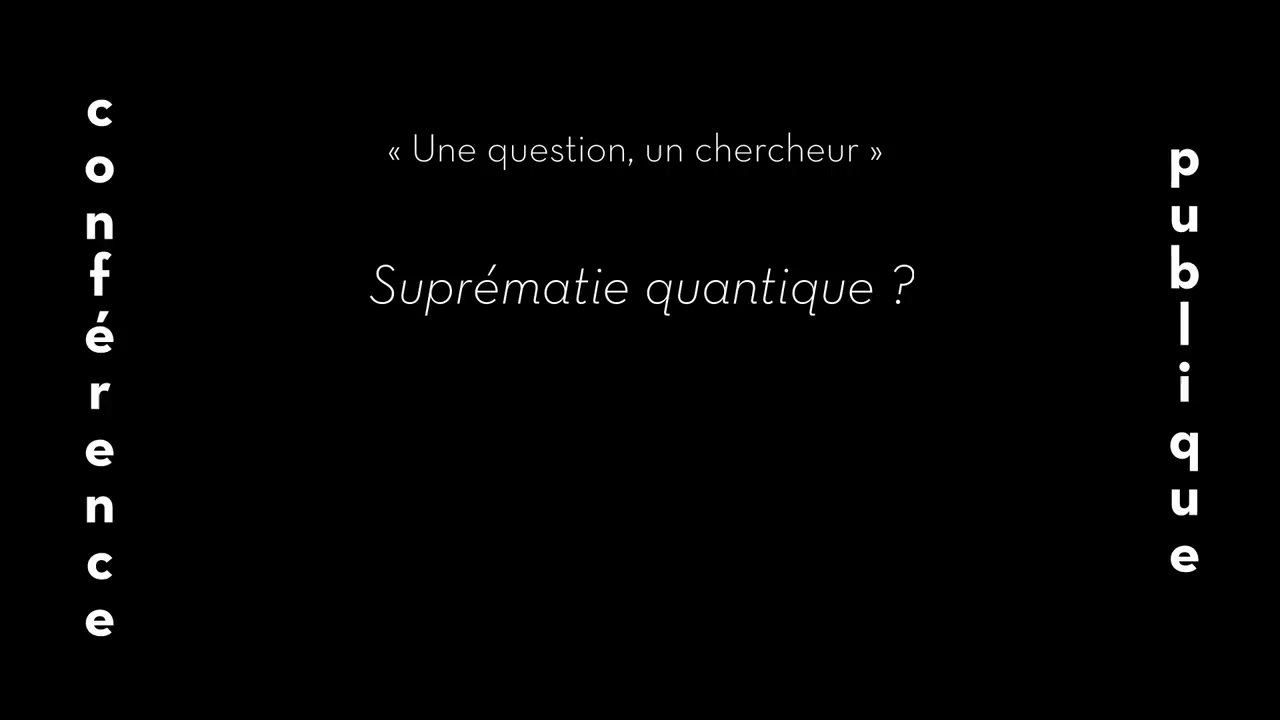 conférence
« Une question, un chercheur »
Suprématie quantique ?
publique